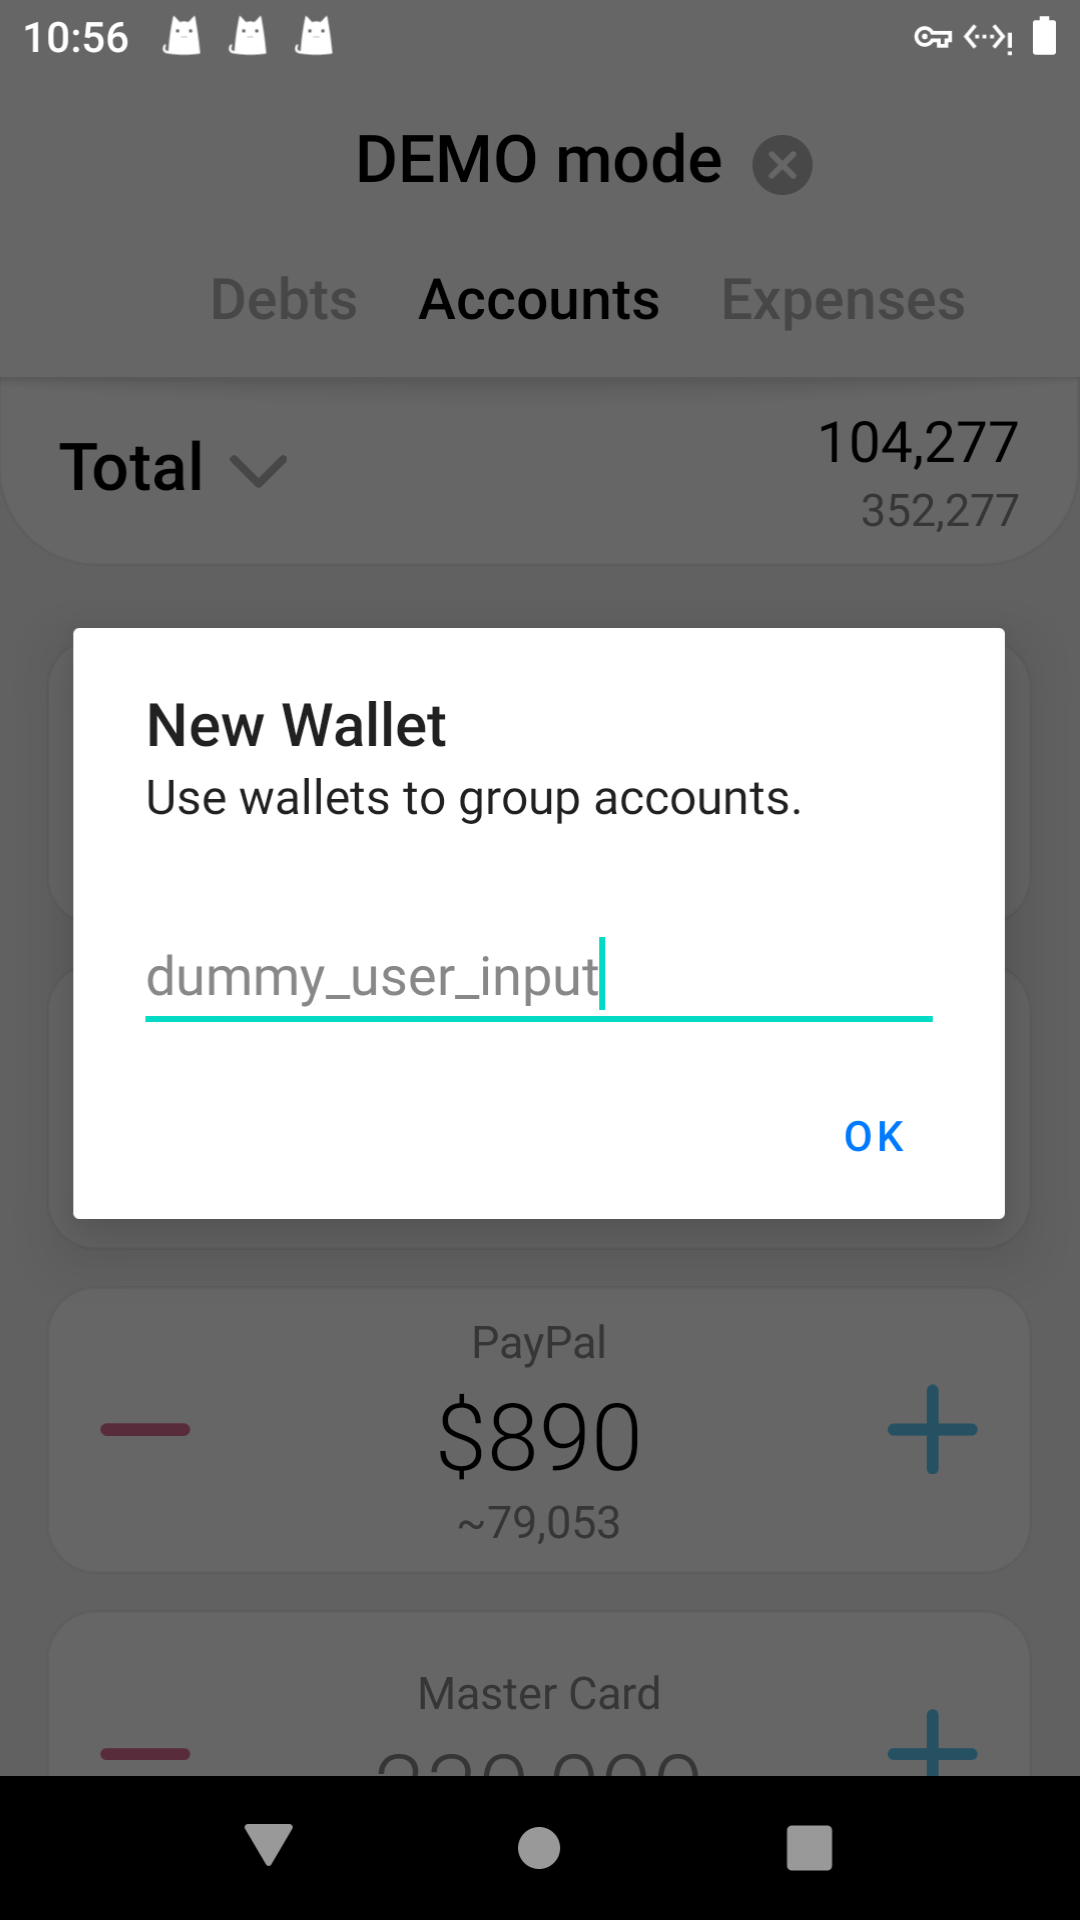 10:56
DEMO mode
Debts Accounts Expenses
Total
104,277
352,277
New Wallet
Use wallets to group accounts.
dummy_user_input
OK
PayPal
$890
~79,053
Master Card